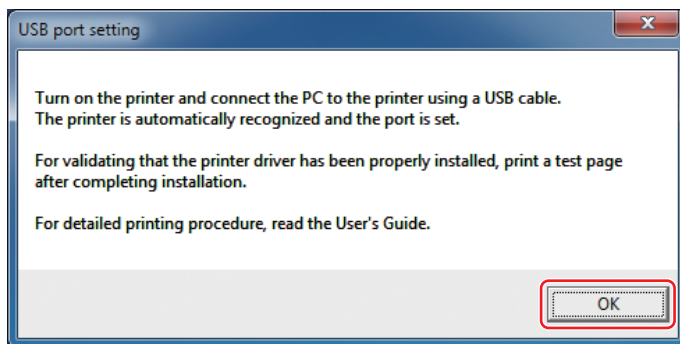 USB port setting
Turn on the printer and connect the PC to the printer using a USB cable.
The printer is automatically recognized and the port is set.
For validating that the printer driver has been properly installed, print a test page
after completing installation.
For detailed printing procedure, read the User's Guide.
OK